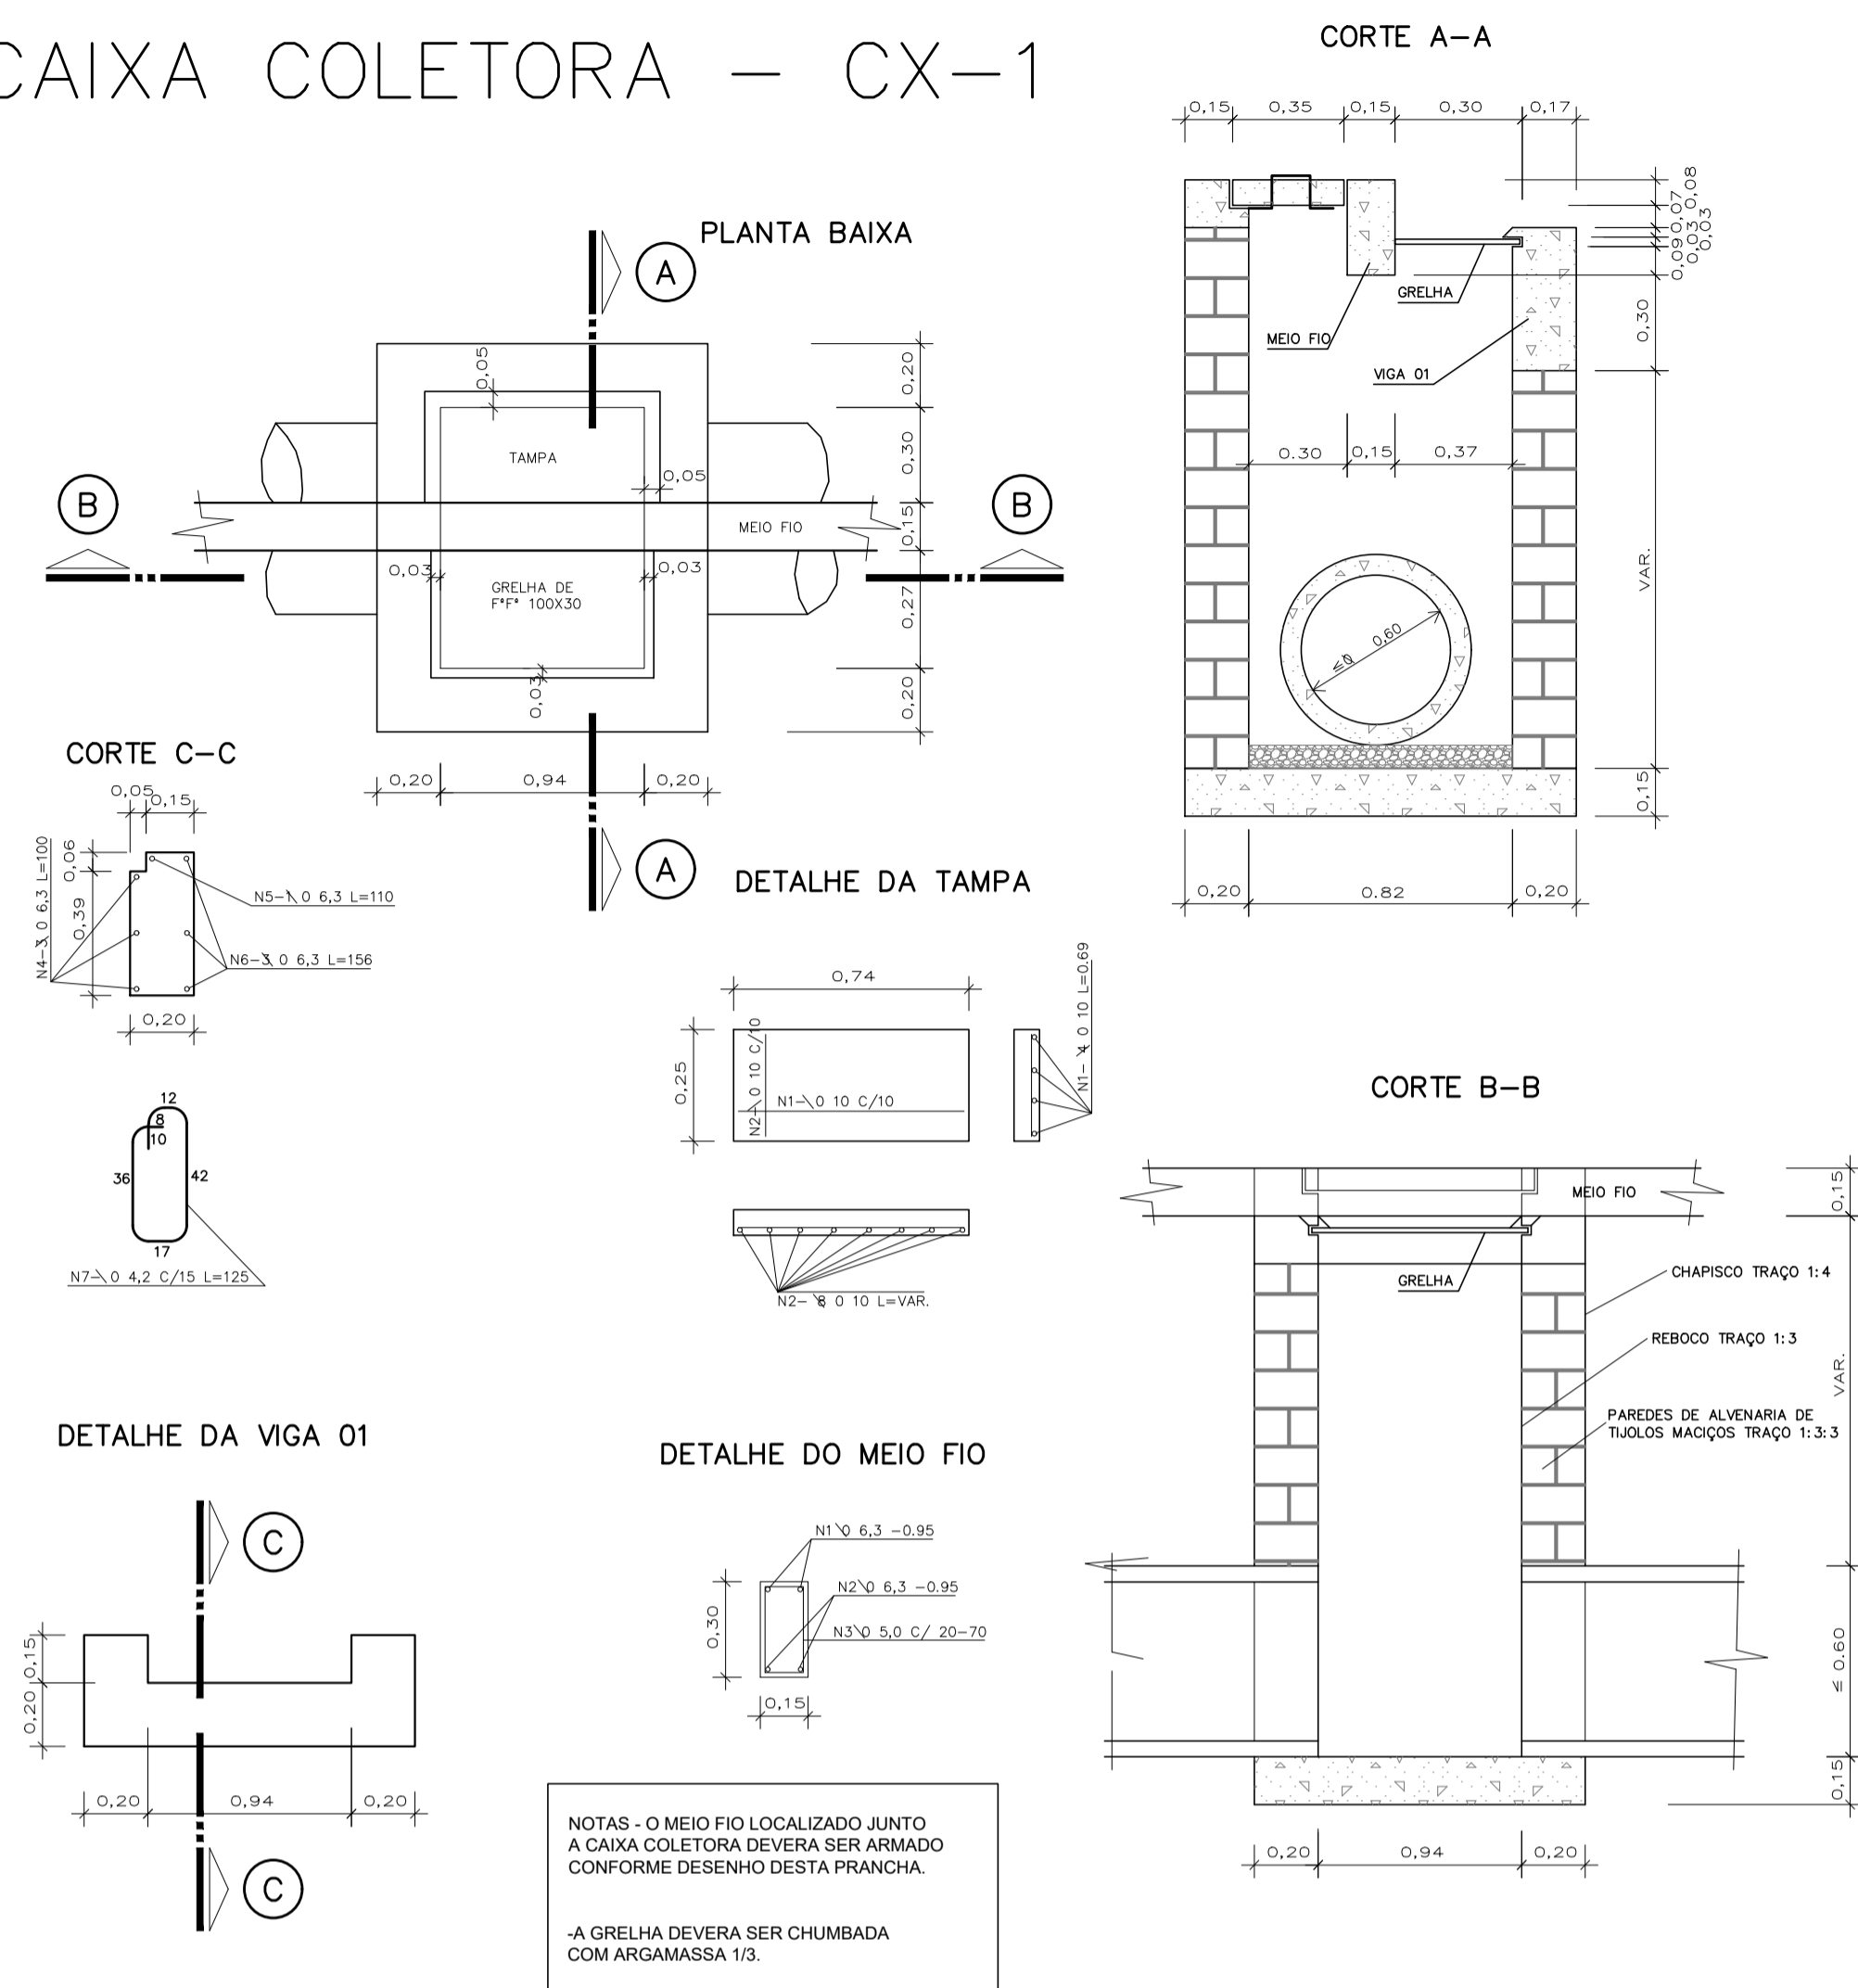 CAIXA COLETORA - CX-1
PLANTA BAIXA
A
0,05
TAMPA
0,05
B
B
MEIO FIO
0,03
0,03
GRELHA DE
FºFº 100X30
0,03
0,20
0,30
0,15
0,27
0,20
0,20
0,94
0,20
A
CORTE A-A
0,15
0,35
0,15
0,30
0,17
0,08
0,07
0,03
0,03
0,09
0,30
VAR.
0,15
GRELHA
MEIO FIO
VIGA 01
0.30
0,15
0,37
≤Ø 0,60
0,20
0.82
0,20
CORTE C-C
0,05
0,15
0,06
0,39
N4-3 Ø 6,3 L=100
N5-1 Ø 6,3 L=110
N6-3 Ø 6,3 L=156
0,20
12
8
10
36
42
17
N7-Ø 4,2 C/15 L=125
DETALHE DA TAMPA
0,74
0,25
N2-Ø 10 C/10
N1-Ø 10 C/10
N1- 4 Ø 10 L=0.69
N2- 8 Ø 10 L=VAR.
CORTE B-B
MEIO FIO
0,15
GRELHA
CHAPISCO TRAÇO 1:4
REBOCO TRAÇO 1:3
PAREDES DE ALVENARIA DE
TIJOLOS MACIÇOS TRAÇO 1:3:3
VAR.
≤ 0.60
0,15
0,20
0,94
0,20
DETALHE DA VIGA 01
C
0,15
0,20
0,20
0,94
0,20
C
DETALHE DO MEIO FIO
N1Ø 6,3 -0.95
N2Ø 6,3 -0.95
N3Ø 5,0 C/ 20-70
0,30
0,15
NOTAS - O MEIO FIO LOCALIZADO JUNTO
A CAIXA COLETORA DEVERA SER ARMADO
CONFORME DESENHO DESTA PRANCHA.
-A GRELHA DEVERA SER CHUMBADA
COM ARGAMASSA 1/3.